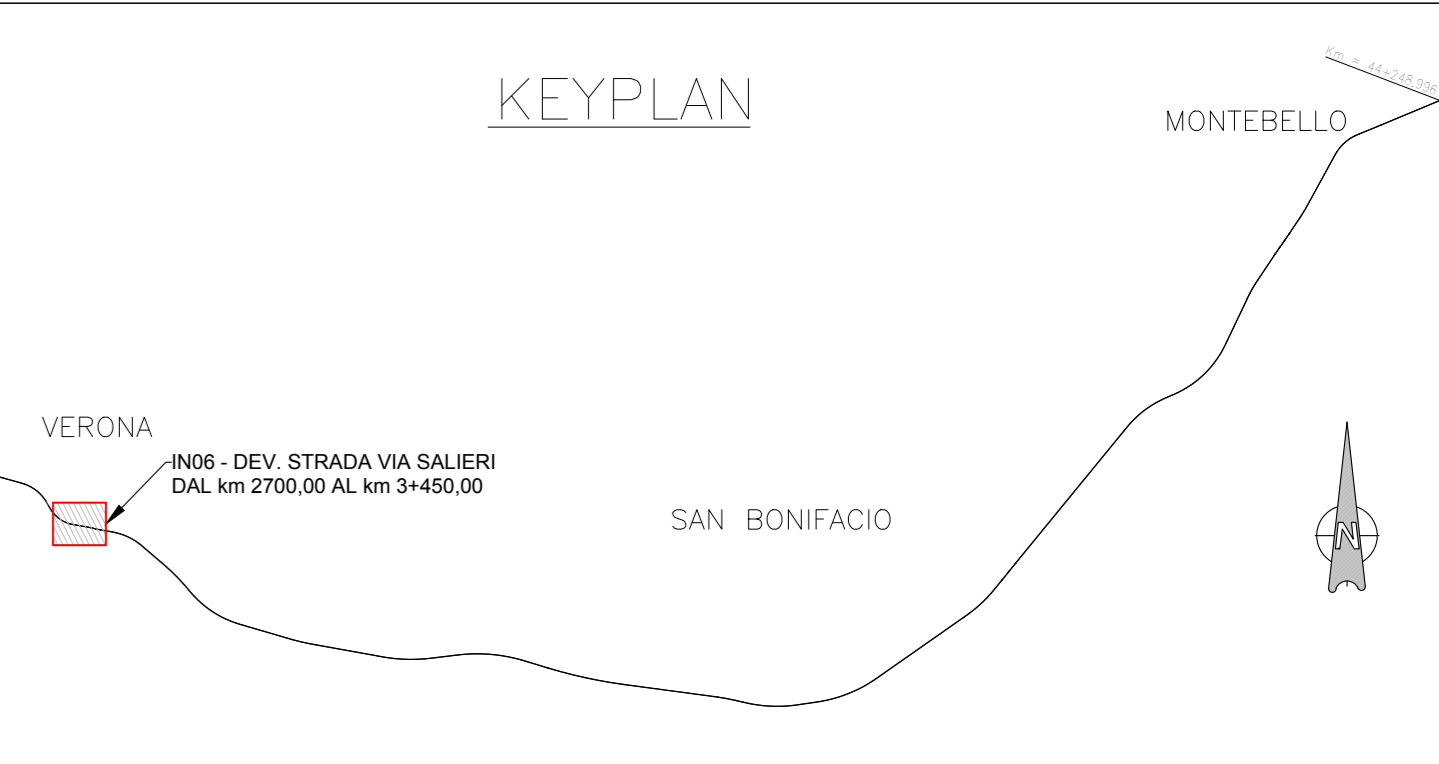 KEYPLAN
Km = 44+248.996
MONTEBELLO
VERONA
IN06 - DEV. STRADA VIA SALIERI
DAL km 2700,00 AL km 3+450,00
SAN BONIFACIO
N